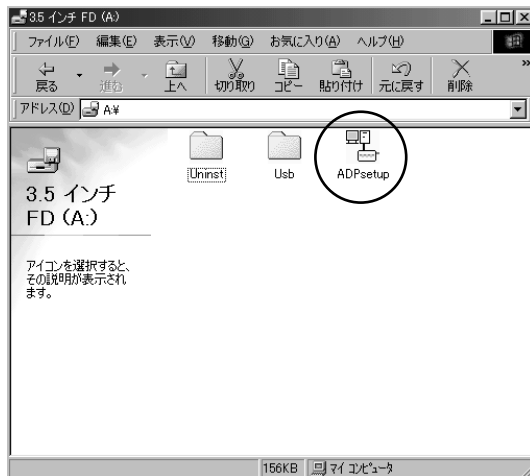 3.5 インチ FD (A:)
ファイル(F) 編集(E) 表示(V) 移動(G) お気に入り(A) ヘルプ(H)
戻る 進む 上へ 切り取り コピー 貼り付け 元に戻す 削除
アドレス(D) A:¥
Uninst Usb ADPsetup
3.5 インチ
FD (A:)
アイコンを選択すると、
その説明が表示され
ます。
156KB マイ コンピュータ